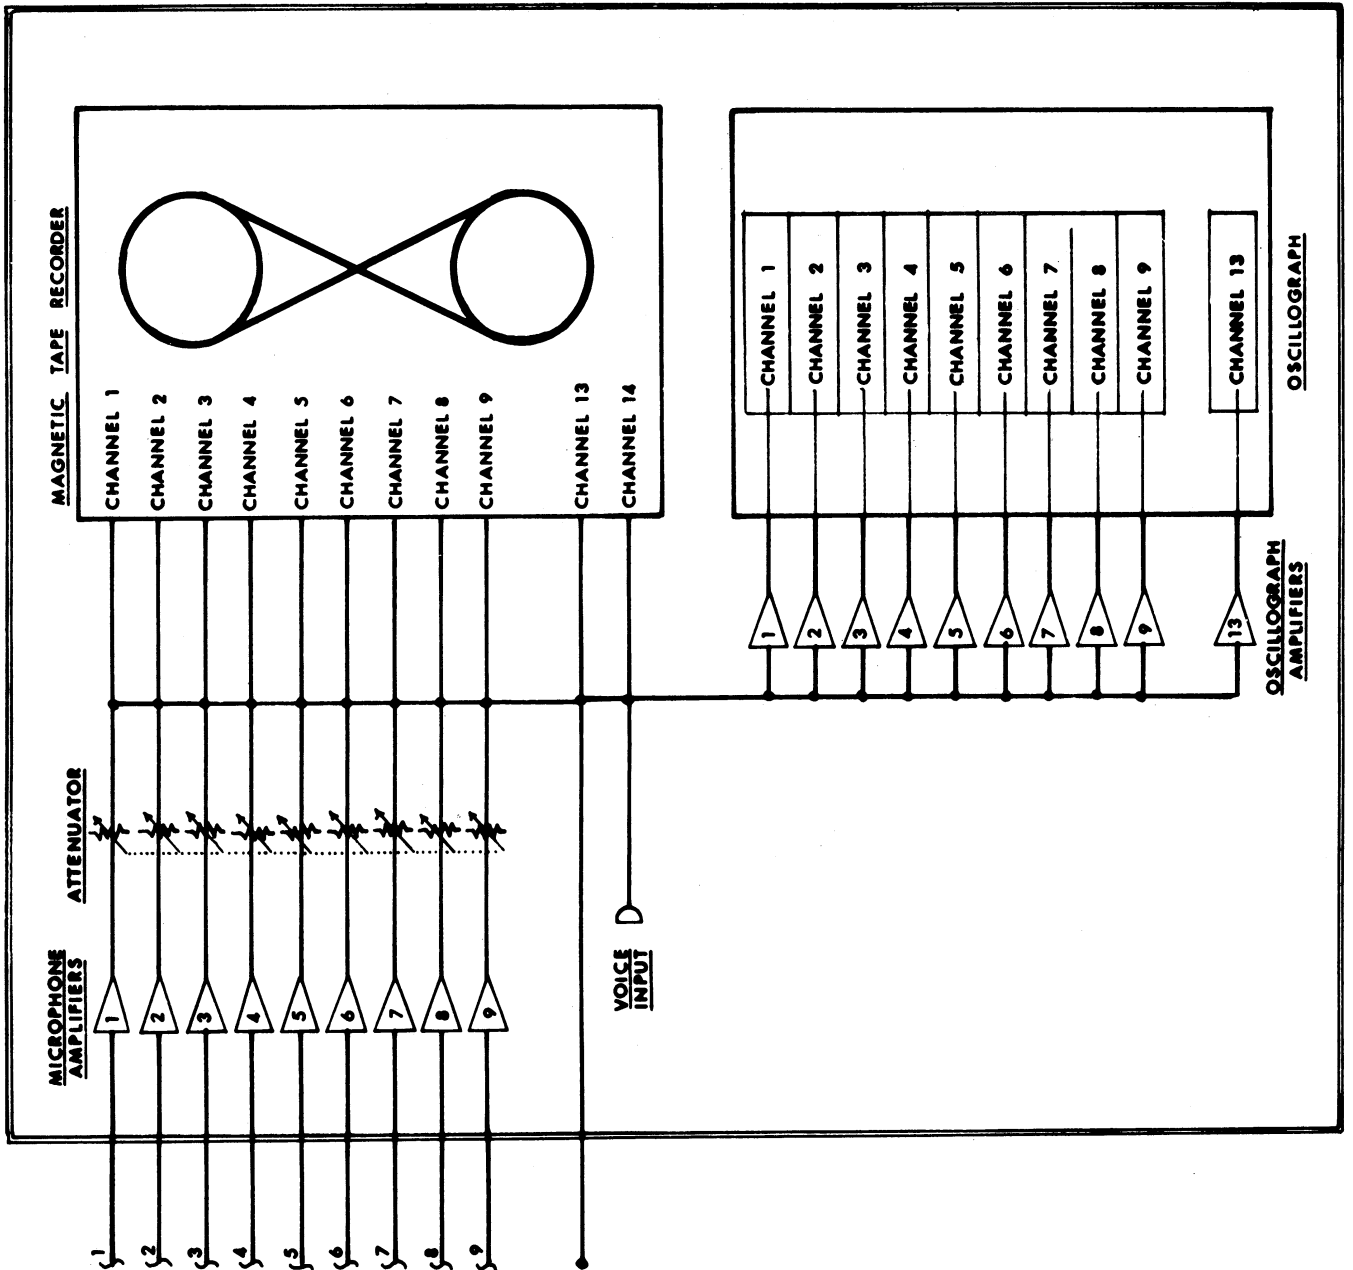 MAGNETIC TAPE RECORDER
CHANNEL 1
CHANNEL 2
CHANNEL 3
CHANNEL 4
CHANNEL 5
CHANNEL 6
CHANNEL 7
CHANNEL 8
CHANNEL 9
CHANNEL 13
CHANNEL 14
CHANNEL 1
CHANNEL 2
CHANNEL 3
CHANNEL 4
CHANNEL 5
CHANNEL 6
CHANNEL 7
CHANNEL 8
CHANNEL 9
CHANNEL 13
OSCILLOGRAPH
1
2
3
4
5
6
7
8
9
13
OSCILLOGRAPH
AMPLIFIERS
ATTENUATOR
MICROPHONE
AMPLIFIERS
1
2
3
4
5
6
7
8
9
VOICE
INPUT
1
2
3
4
5
6
7
8
9